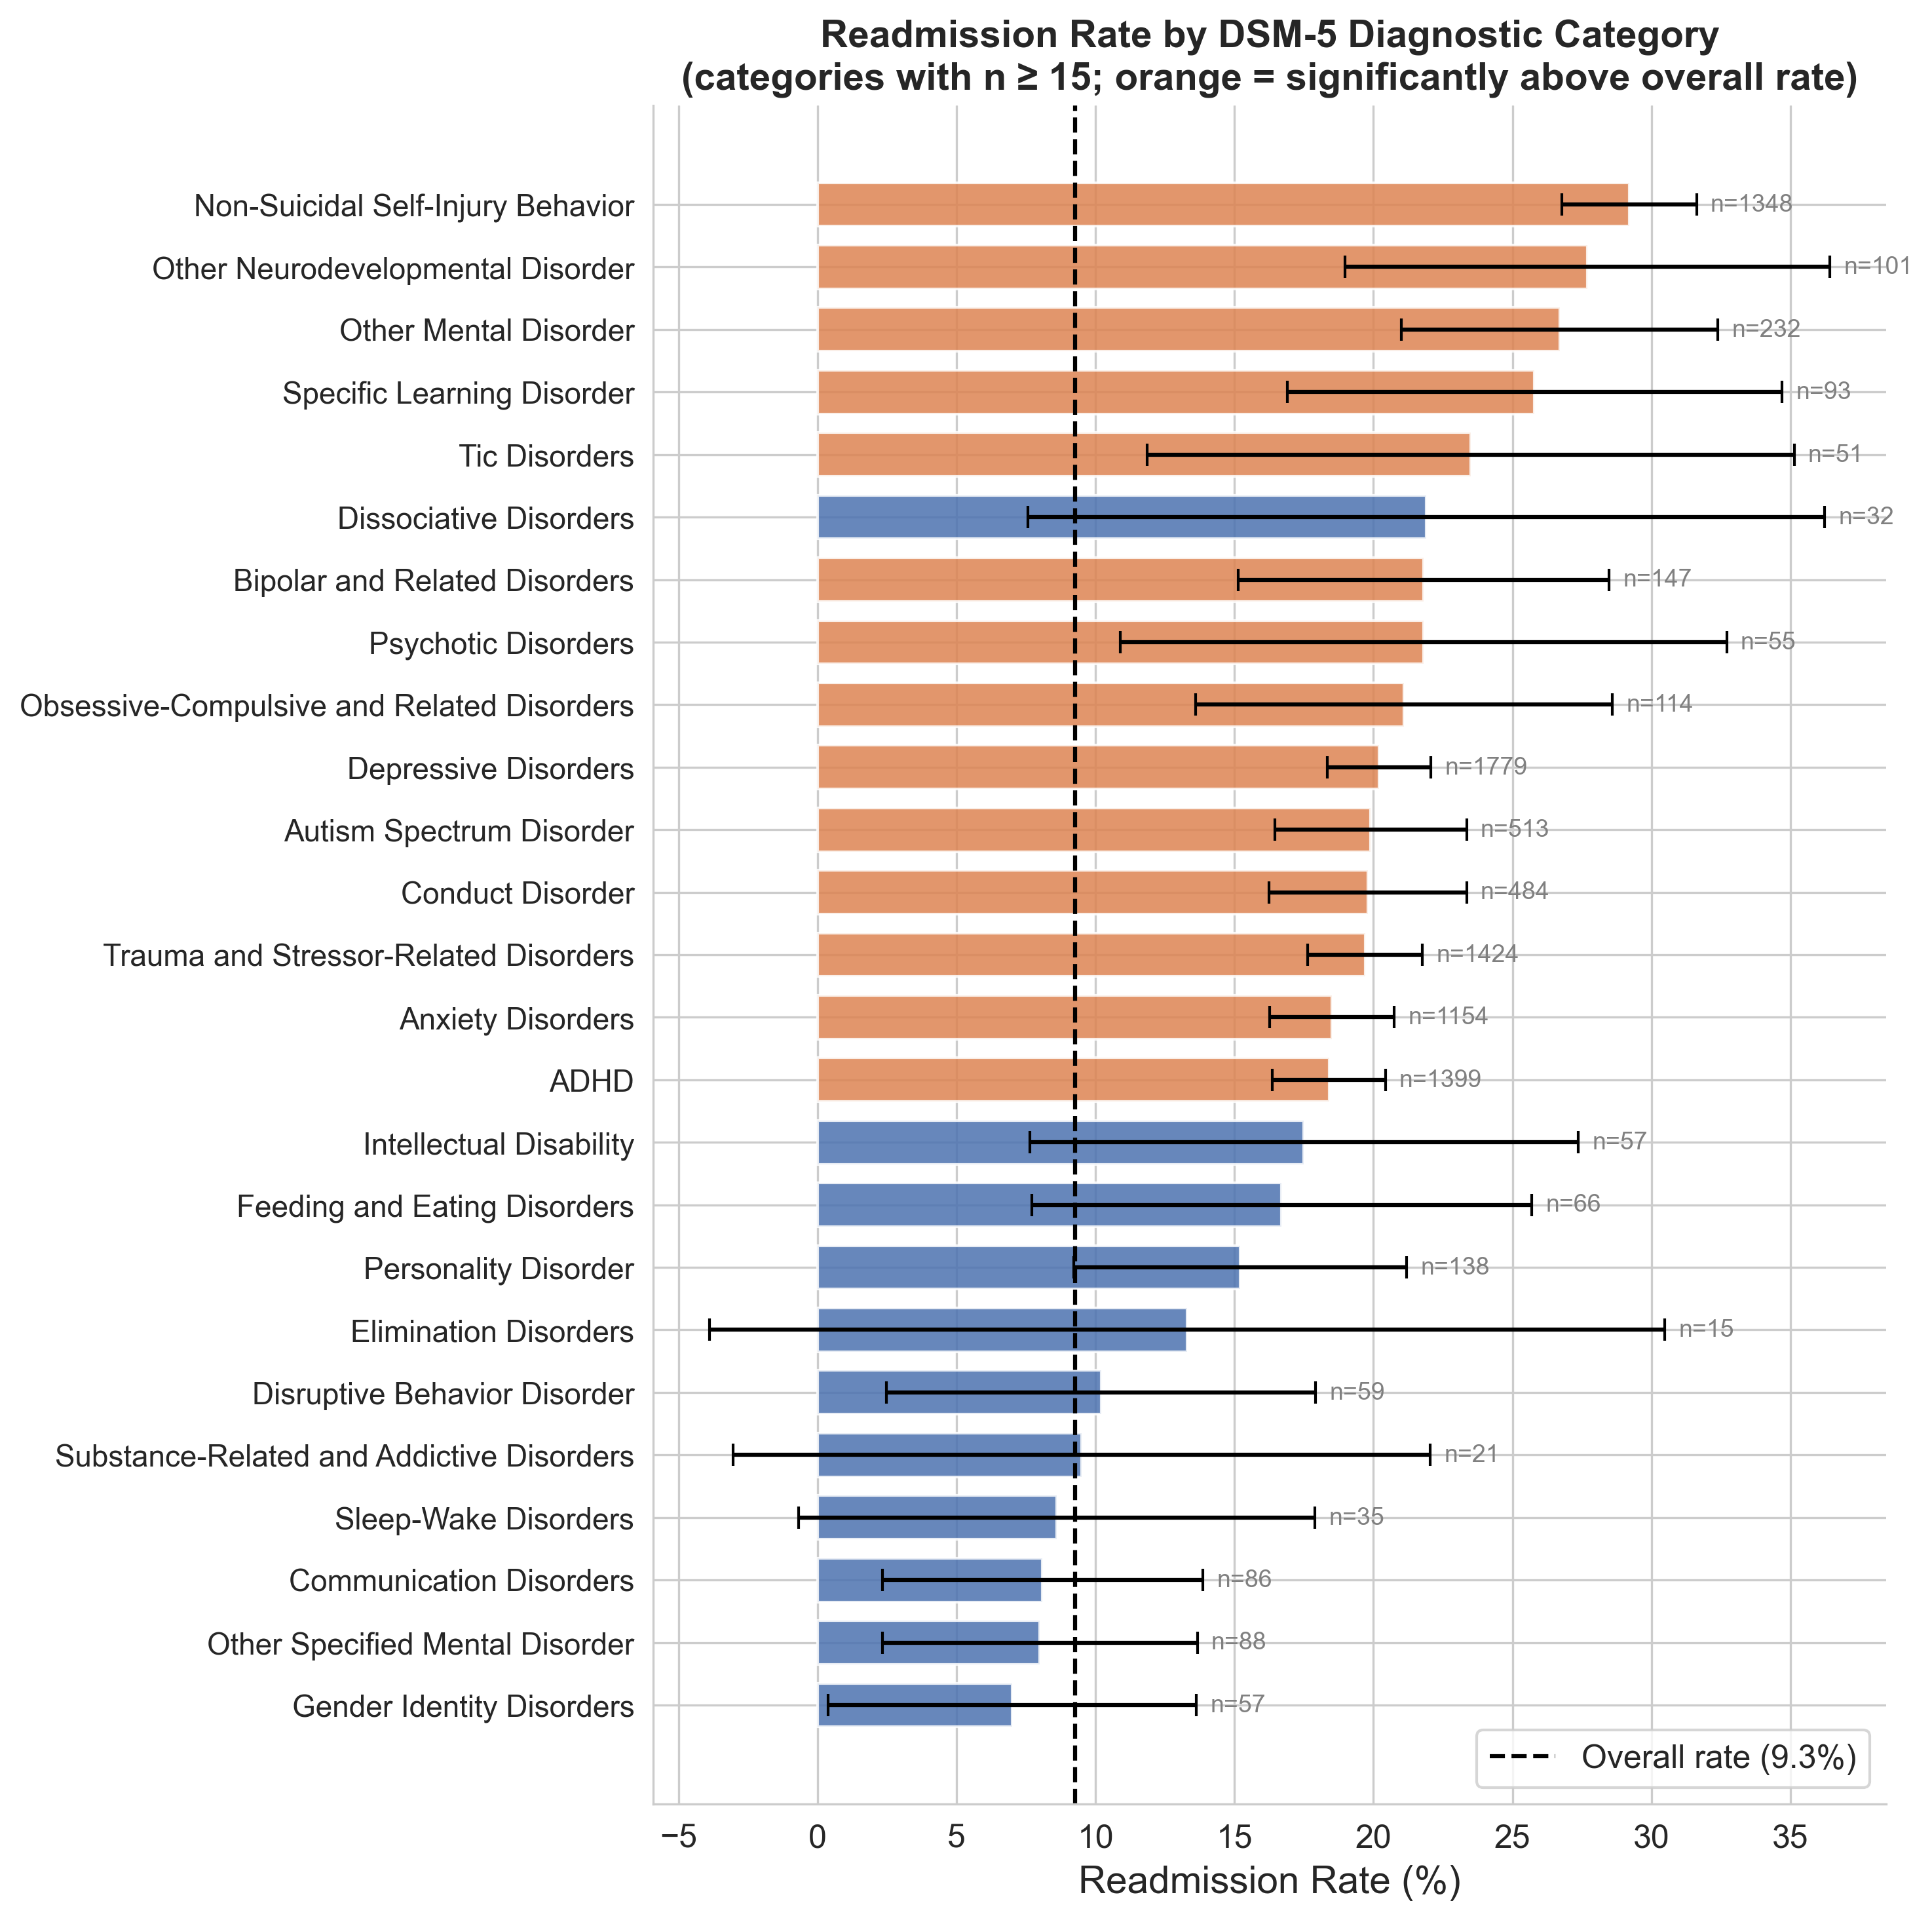 Readmission Rate by DSM-5 Diagnostic Category
(categories with n ≥ 15; orange = significantly above overall rate)
Non-Suicidal Self-Injury Behavior n=1348
Other Neurodevelopmental Disorder n=101
Other Mental Disorder n=232
Specific Learning Disorder n=93
Tic Disorders n=51
Dissociative Disorders n=32
Bipolar and Related Disorders n=147
Psychotic Disorders n=55
Obsessive-Compulsive and Related Disorders n=114
Depressive Disorders n=1779
Autism Spectrum Disorder n=513
Conduct Disorder n=484
Trauma and Stressor-Related Disorders n=1424
Anxiety Disorders n=1154
ADHD n=1399
Intellectual Disability n=57
Feeding and Eating Disorders n=66
Personality Disorder n=138
Elimination Disorders n=15
Disruptive Behavior Disorder n=59
Substance-Related and Addictive Disorders n=21
Sleep-Wake Disorders n=35
Communication Disorders n=86
Other Specified Mental Disorder n=88
Gender Identity Disorders n=57
Overall rate (9.3%)
−5 0 5 10 15 20 25 30 35
Readmission Rate (%)